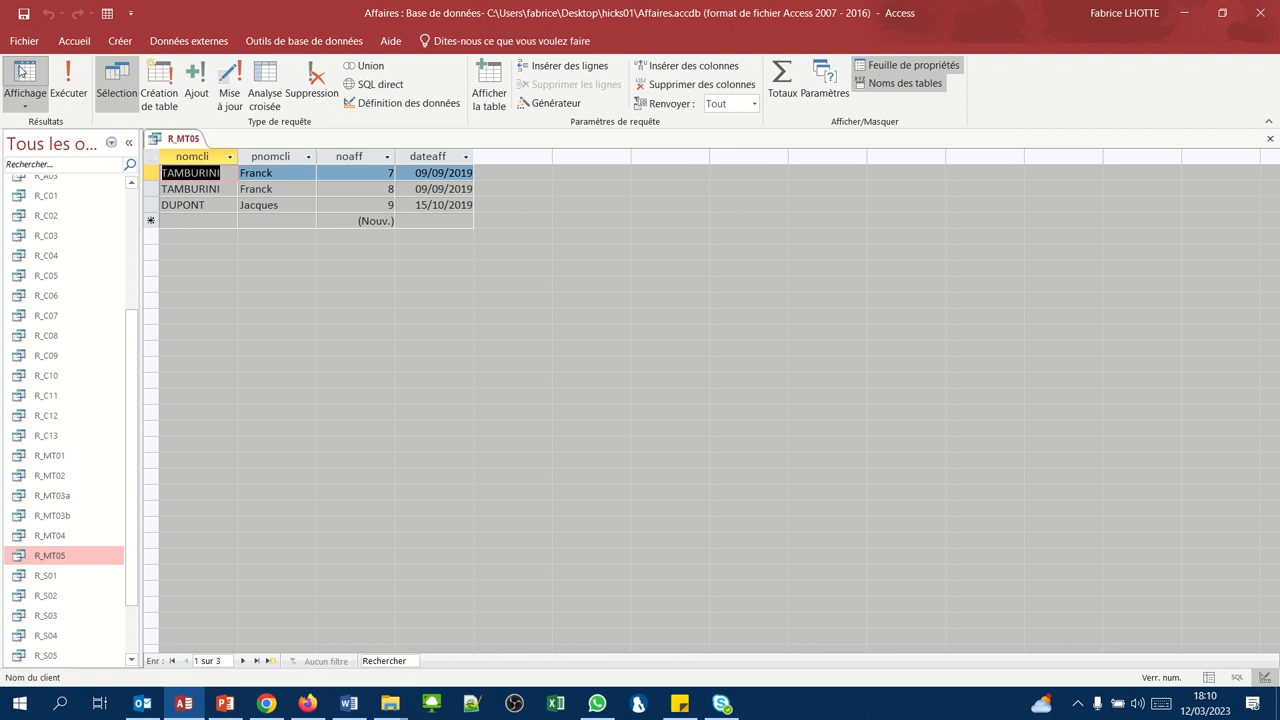 Affaires : Base de données- C:\Users\fabrice\Desktop\hicks01\Affaires.accdb (format de fichier Access 2007 - 2016) - Access
Fabrice LHOTTE
Fichier Accueil Créer Données externes Outils de base de données Aide Dites-nous ce que vous voulez faire
Affichage
Exécuter
Sélection
Création de table
Ajout
Mise à jour
Analyse croisée
Suppression
Union
SQL direct
Définition des données
Afficher la table
Insérer des lignes
Supprimer les lignes
Générateur
Insérer des colonnes
Supprimer des colonnes
Renvoyer : Tout
Totaux
Paramètres
Feuille de propriétés
Noms des tables
Résultats
Type de requête
Paramètres de requête
Afficher/Masquer
Tous les o...
Rechercher...
R_A03
R_C01
R_C02
R_C03
R_C04
R_C05
R_C06
R_C07
R_C08
R_C09
R_C10
R_C11
R_C12
R_C13
R_MT01
R_MT02
R_MT03a
R_MT03b
R_MT04
R_MT05
R_S01
R_S02
R_S03
R_S04
R_S05
R_MT05
nomcli pnomcli noaff dateaff
TAMBURINI Franck 7 09/09/2019
TAMBURINI Franck 8 09/09/2019
DUPONT Jacques 9 15/10/2019
(Nouv.)
Enr : 1 sur 3 Aucun filtre Rechercher
Nom du client
Verr. num.
SQL
18:10
12/03/2023